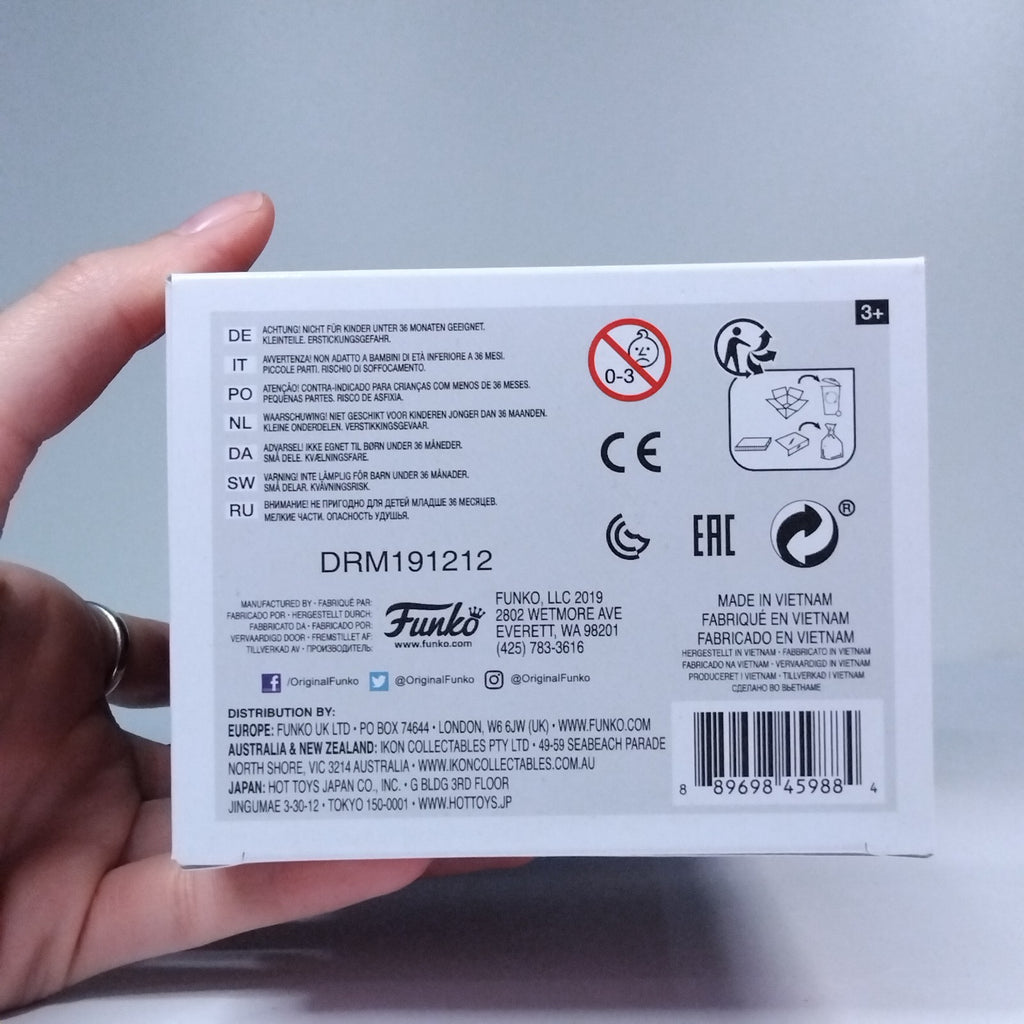 3+
DE ACHTUNG! NICHT FÜR KINDER UNTER 36 MONATEN GEEIGNET.
KLEINTEILE. ERSTICKUNGSGEFAHR.
IT AVVERTENZA! NON ADATTO A BAMBINI DI ETÀ INFERIORE A 36 MESI.
PICCOLE PARTI. RISCHIO DI SOFFOCAMENTO.
PO ATENÇÃO! CONTRA-INDICADO PARA CRIANÇAS COM MENOS DE 36 MESES.
PEQUENAS PARTES. RISCO DE ASFIXIA.
NL WAARSCHUWING! NIET GESCHIKT VOOR KINDEREN JONGER DAN 36 MAANDEN.
KLEINE ONDERDELEN. VERSTIKKINGSGEVAAR.
DA ADVARSEL! IKKE EGNET TIL BØRN UNDER 36 MÅNEDER.
SMÅ DELE. KVÆLNINGSFARE.
SW VARNING! INTE LÄMPLIG FÖR BARN UNDER 36 MÅNADER.
SMÅ DELAR. KVÄVNINGSRISK.
RU ВНИМАНИЕ! НЕ ПРИГОДНО ДЛЯ ДЕТЕЙ МЛАДШЕ 36 МЕСЯЦЕВ.
МЕЛКИЕ ЧАСТИ. ОПАСНОСТЬ УДУШЬЯ.
0-3
CE
EAC
®
DRM191212
MANUFACTURED BY • FABRIQUÉ PAR:
FABRICADO POR • HERGESTELLT DURCH:
FABBRICATO DA • FABRICADO POR:
VERVAARDIGD DOOR • FREMSTILLET AF:
TILLVERKAD AV • ПРОИЗВОДИТЕЛЬ:
Funko
www.funko.com
FUNKO, LLC 2019
2802 WETMORE AVE
EVERETT, WA 98201
(425) 783-3616
MADE IN VIETNAM
FABRIQUÉ EN VIETNAM
FABRICADO EN VIETNAM
HERGESTELLT IN VIETNAM • FABBRICATO IN VIETNAM
FABRICADO NA VIETNAM • VERVAARDIGD IN VIETNAM
PRODUCERET I VIETNAM • TILLVERKAD I VIETNAM
СДЕЛАНО ВО ВЬЕТНАМЕ
/OriginalFunko @OriginalFunko @OriginalFunko
DISTRIBUTION BY:
EUROPE: FUNKO UK LTD • PO BOX 74644 • LONDON, W6 6JW (UK) • WWW.FUNKO.COM
AUSTRALIA & NEW ZEALAND: IKON COLLECTABLES PTY LTD • 49-59 SEABEACH PARADE
NORTH SHORE, VIC 3214 AUSTRALIA • WWW.IKONCOLLECTABLES.COM.AU
JAPAN: HOT TOYS JAPAN CO., INC. • G BLDG 3RD FLOOR
JINGUMAE 3-30-12 • TOKYO 150-0001 • WWW.HOTTOYS.JP
8 89698 45988 4